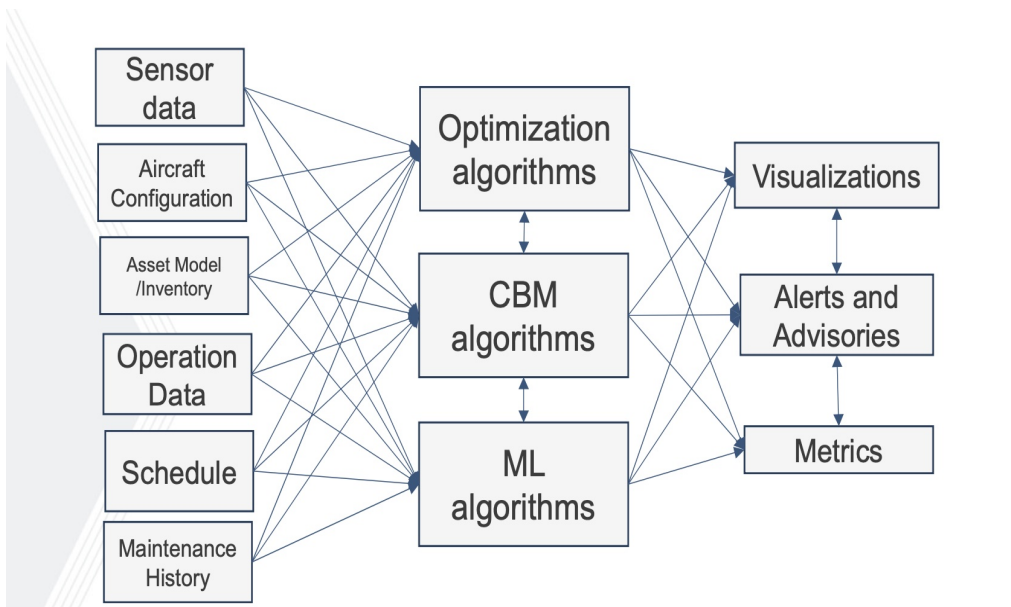 Sensor
data
Aircraft
Configuration
Asset Model
/Inventory
Operation
Data
Schedule
Maintenance
History
Optimization
algorithms
CBM
algorithms
ML
algorithms
Visualizations
Alerts and
Advisories
Metrics